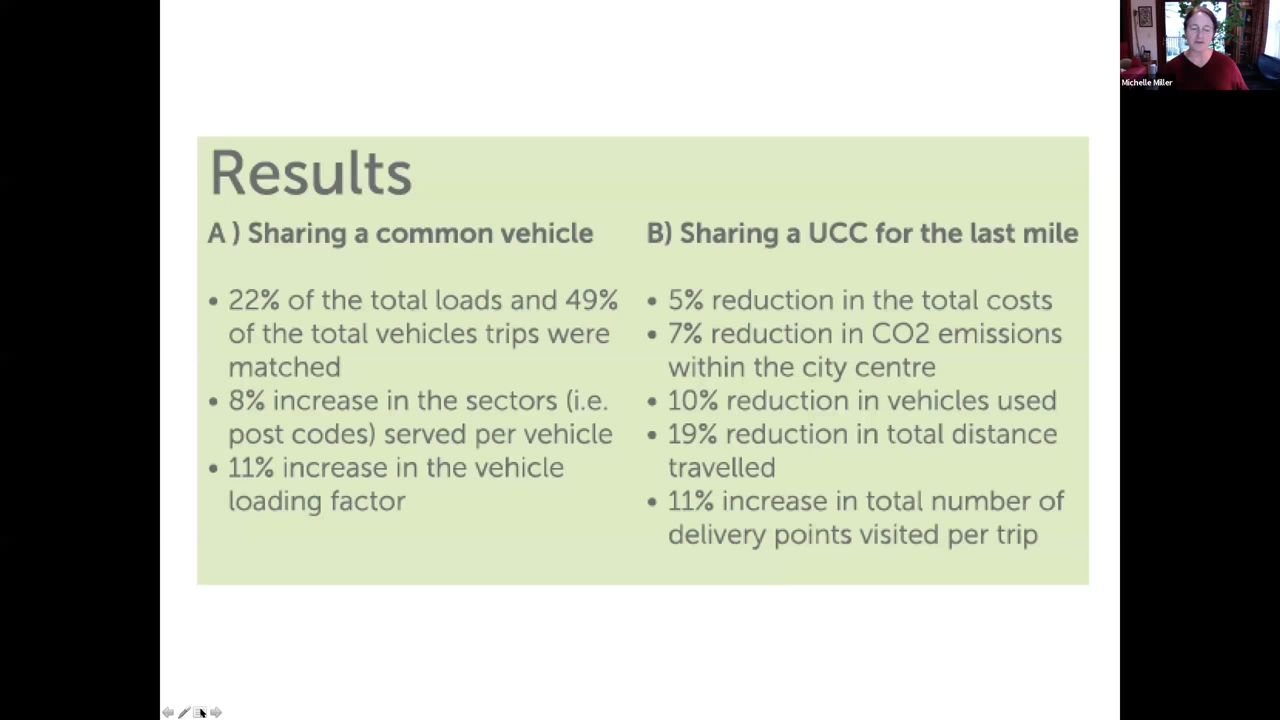 Michelle Miller
Results
A ) Sharing a common vehicle
• 22% of the total loads and 49%
of the total vehicles trips were
matched
• 8% increase in the sectors (i.e.
post codes) served per vehicle
• 11% increase in the vehicle
loading factor
B) Sharing a UCC for the last mile
• 5% reduction in the total costs
• 7% reduction in CO2 emissions
within the city centre
• 10% reduction in vehicles used
• 19% reduction in total distance
travelled
• 11% increase in total number of
delivery points visited per trip